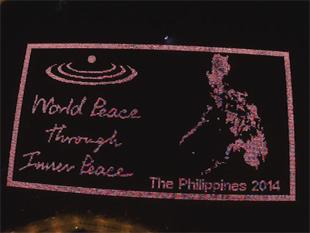 World Peace
Through
Inner Peace
The Philippines 2014